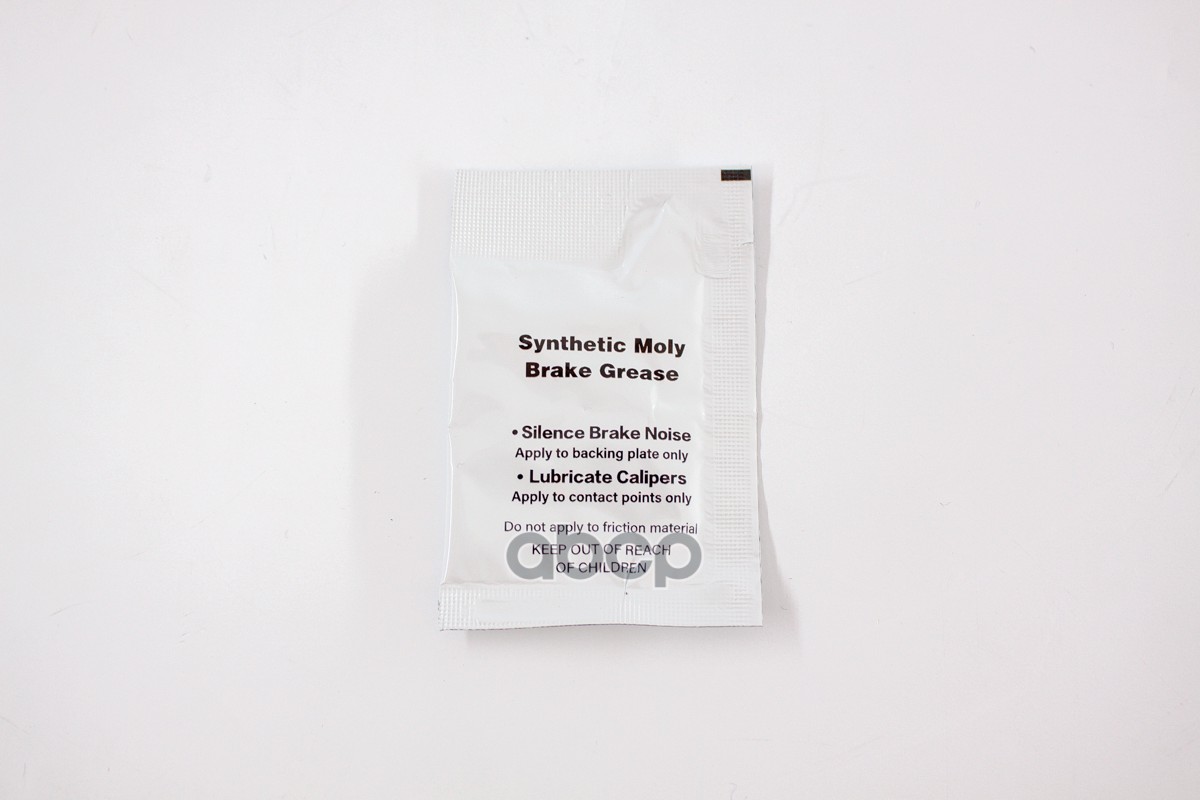 Synthetic Moly
Brake Grease
• Silence Brake Noise
Apply to backing plate only
• Lubricate Calipers
Apply to contact points only
Do not apply to friction material
KEEP OUT OF REACH
OF CHILDREN
abcp